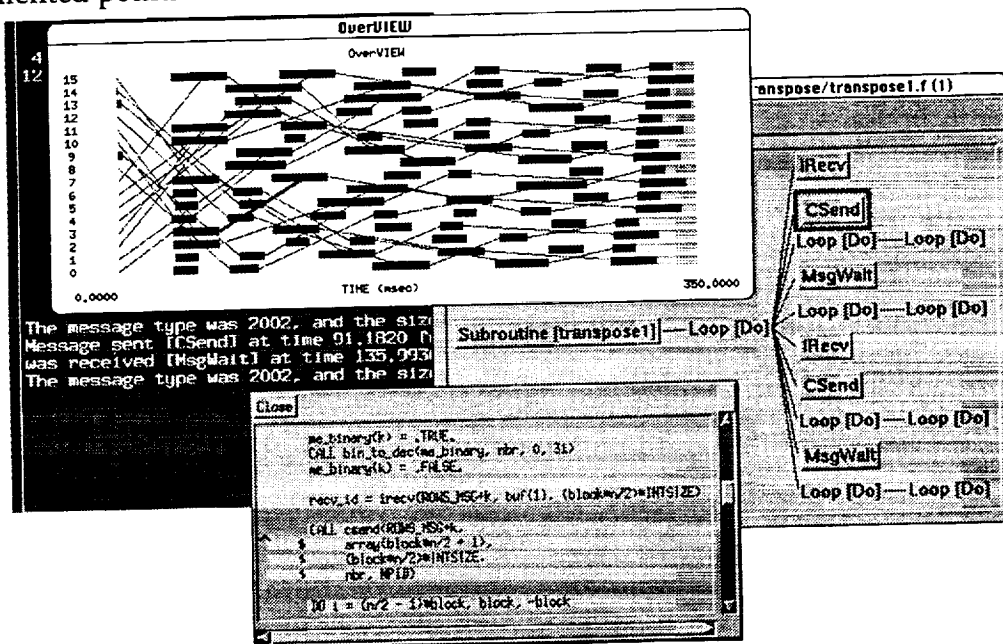 OverVIEW
OverVIEW
4
12
15
14
13
12
11
10
9
8
7
6
5
4
3
2
1
0
0.0000
TIME (msec)
350.0000
The message type was 2002, and the siz
Message sent [CSend] at time 91.1820
was received [MsgWait] at time 135.993
The message type was 2002, and the siz
anspose/transpose1.f (1)
IRecv
CSend
Loop [Do] Loop [Do]
MsgWait
Loop [Do] Loop [Do]
Subroutine [transpose1] Loop [Do]
IRecv
CSend
Loop [Do] Loop [Do]
MsgWait
Loop [Do] Loop [Do]
Close
me_binary(k) = .TRUE.
CALL bin_to_dec(me_binary, nbr, 0, 31)
me_binary(k) = .FALSE.
recv_id = irecv(ROWS_MSG+k, buf(1), (block*n/2)*INTSIZE)
CALL csend(ROWS_MSG+k,
$ array(block*n/2 + 1),
$ (block*n/2)*INTSIZE,
$ nbr, NPID)
DO i = (n/2 - 1)*block, block, -block